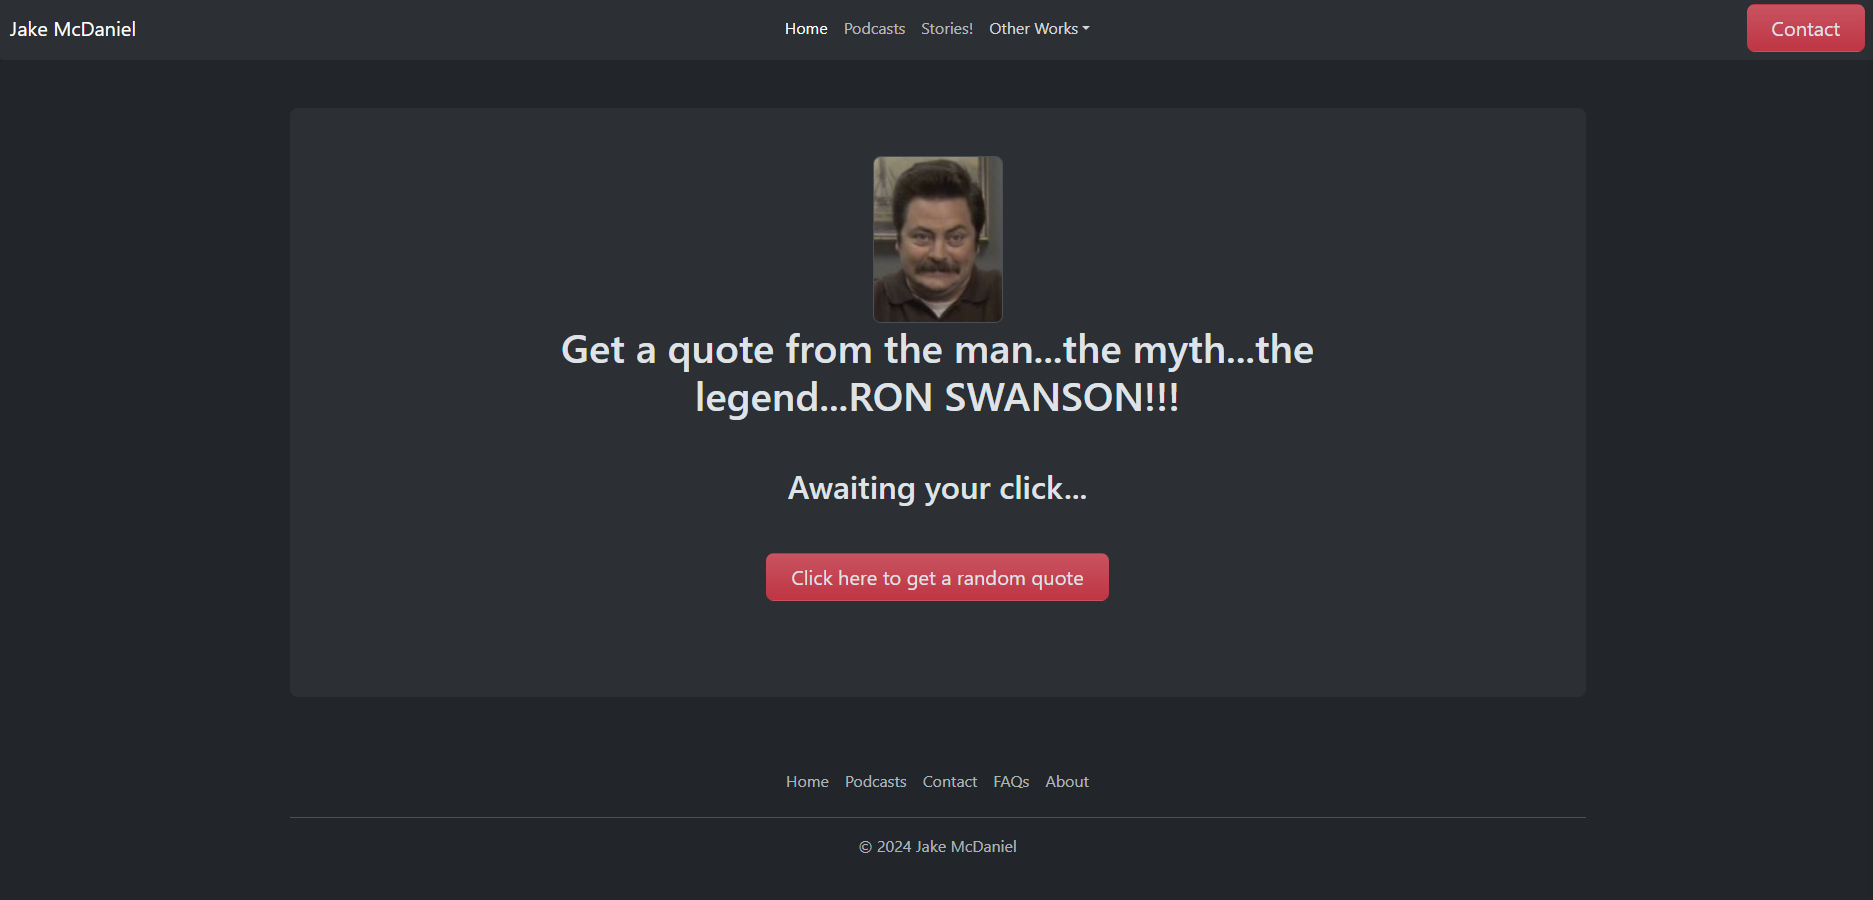 Jake McDaniel
Home Podcasts Stories! Other Works
Contact
Get a quote from the man...the myth...the
legend...RON SWANSON!!!
Awaiting your click...
Click here to get a random quote
Home Podcasts Contact FAQs About
© 2024 Jake McDaniel